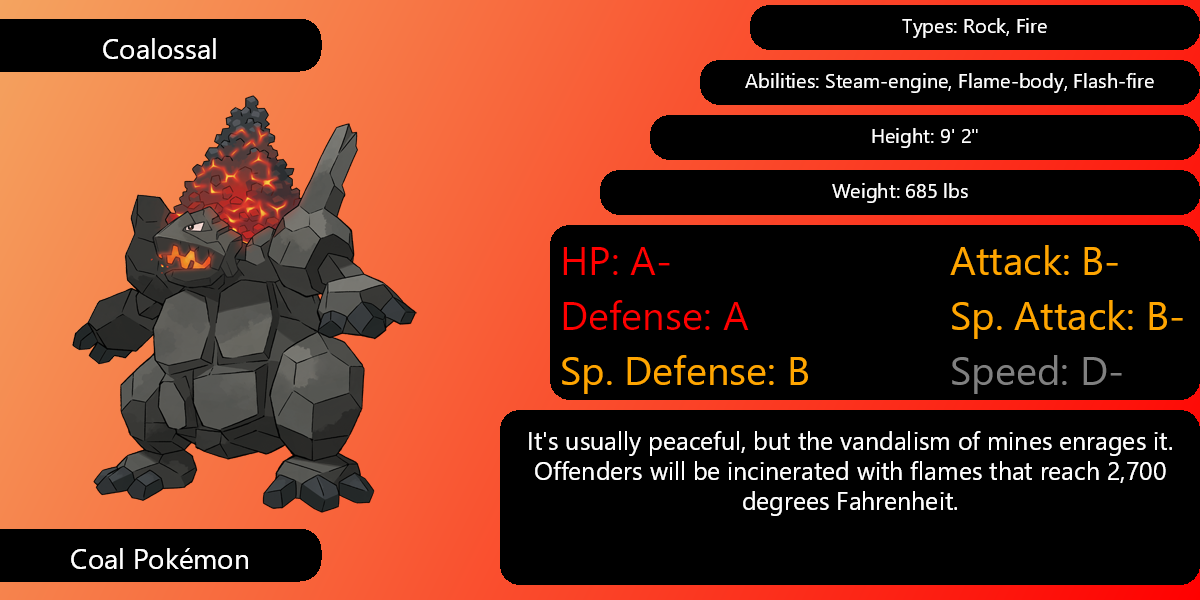 Coalossal
Types: Rock, Fire
Abilities: Steam-engine, Flame-body, Flash-fire
Height: 9' 2"
Weight: 685 lbs
HP: A-
Attack: B-
Defense: A
Sp. Attack: B-
Sp. Defense: B
Speed: D-
It's usually peaceful, but the vandalism of mines enrages it.
Offenders will be incinerated with flames that reach 2,700
degrees Fahrenheit.
Coal Pokémon